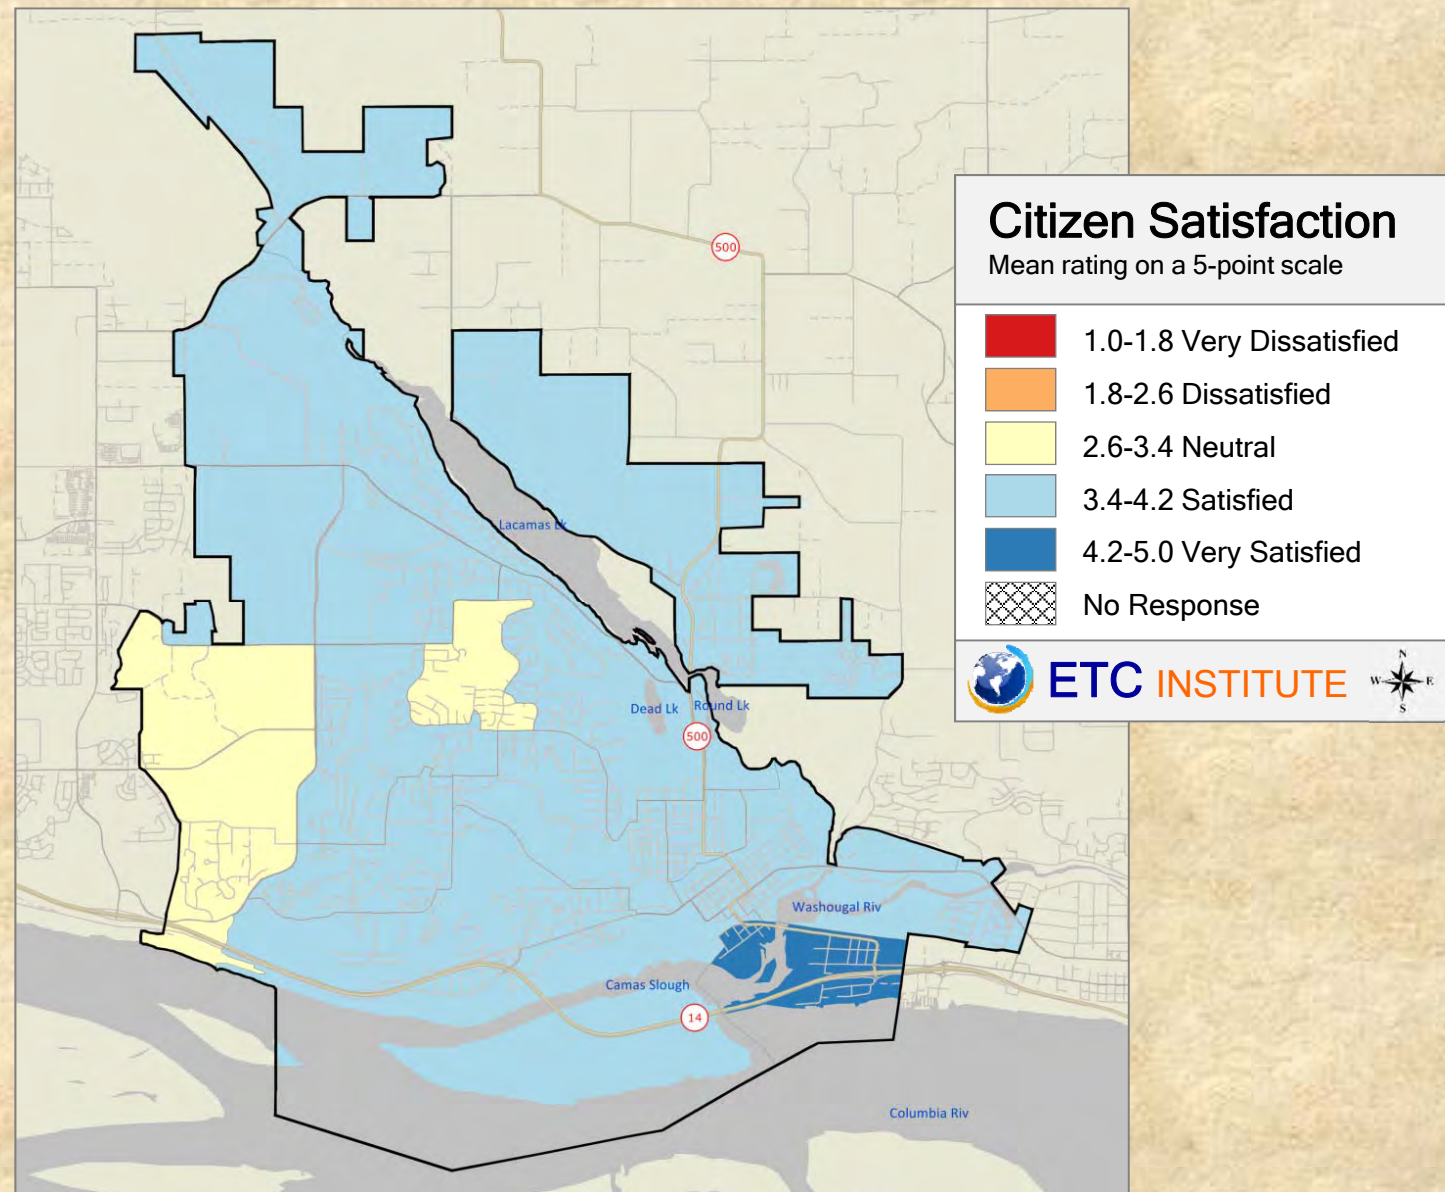 500
Citizen Satisfaction
Mean rating on a 5-point scale
1.0-1.8 Very Dissatisfied
1.8-2.6 Dissatisfied
2.6-3.4 Neutral
3.4-4.2 Satisfied
4.2-5.0 Very Satisfied
No Response
ETC INSTITUTE
N
W E
S
Lacamas Lk
Dead Lk
Round Lk
500
Washougal Riv
Camas Slough
14
Columbia Riv